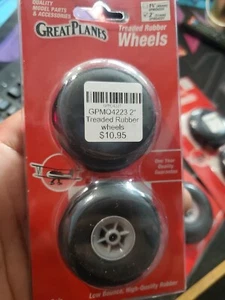 QUALITY
MODEL PARTS
& ACCESSORIES
GREAT PLANES
Treaded Rubber
Wheels
2"
GPMQ4223 2"
Treaded Rubber
wheels
$10.95
Low Bounce, High-Quality Rubber